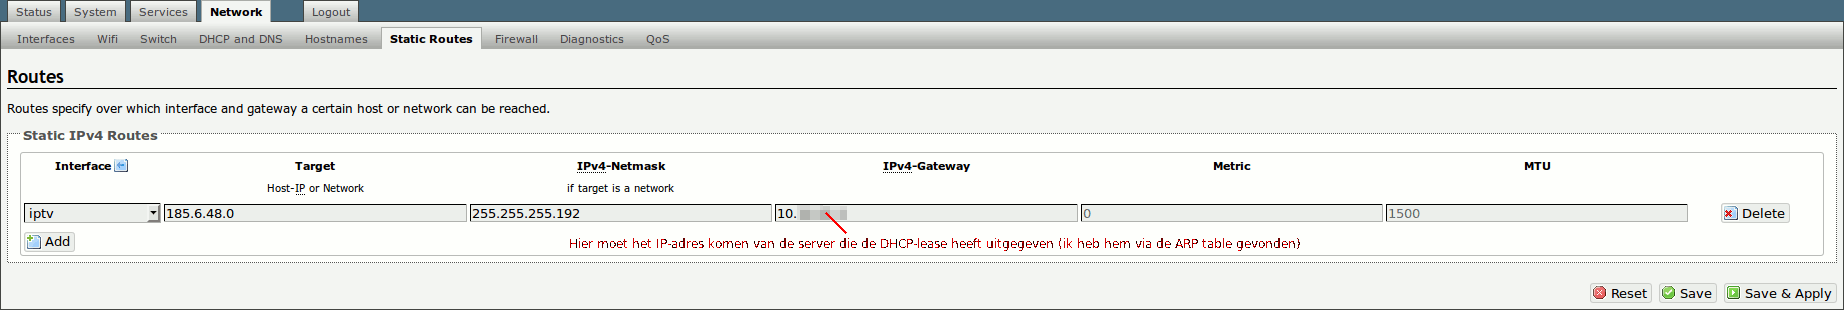 Status System Services Network Logout
Interfaces Wifi Switch DHCP and DNS Hostnames Static Routes Firewall Diagnostics QoS
Routes
Routes specify over which interface and gateway a certain host or network can be reached.
Static IPv4 Routes
Interface Target IPv4-Netmask IPv4-Gateway Metric MTU
Host-IP or Network if target is a network
iptv 185.6.48.0 255.255.255.192 10. 0 1500 Delete
Add
Hier moet het IP-adres komen van de server die de DHCP-lease heeft uitgegeven (ik heb hem via de ARP table gevonden)
Reset Save Save & Apply